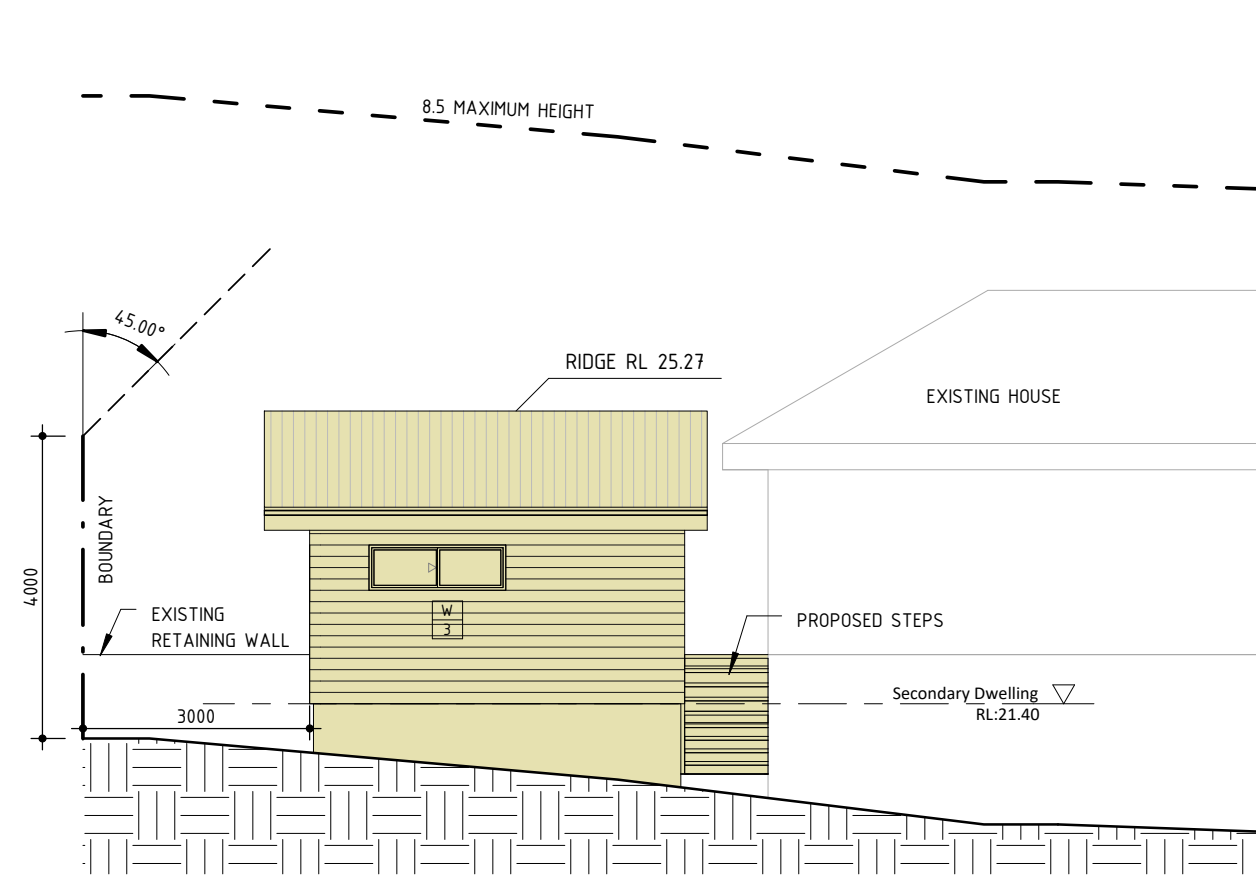 8.5 MAXIMUM HEIGHT
45.00°
RIDGE RL 25.27
EXISTING HOUSE
BOUNDARY
4000
EXISTING
RETAINING WALL
W
3
PROPOSED STEPS
Secondary Dwelling
RL:21.40
3000